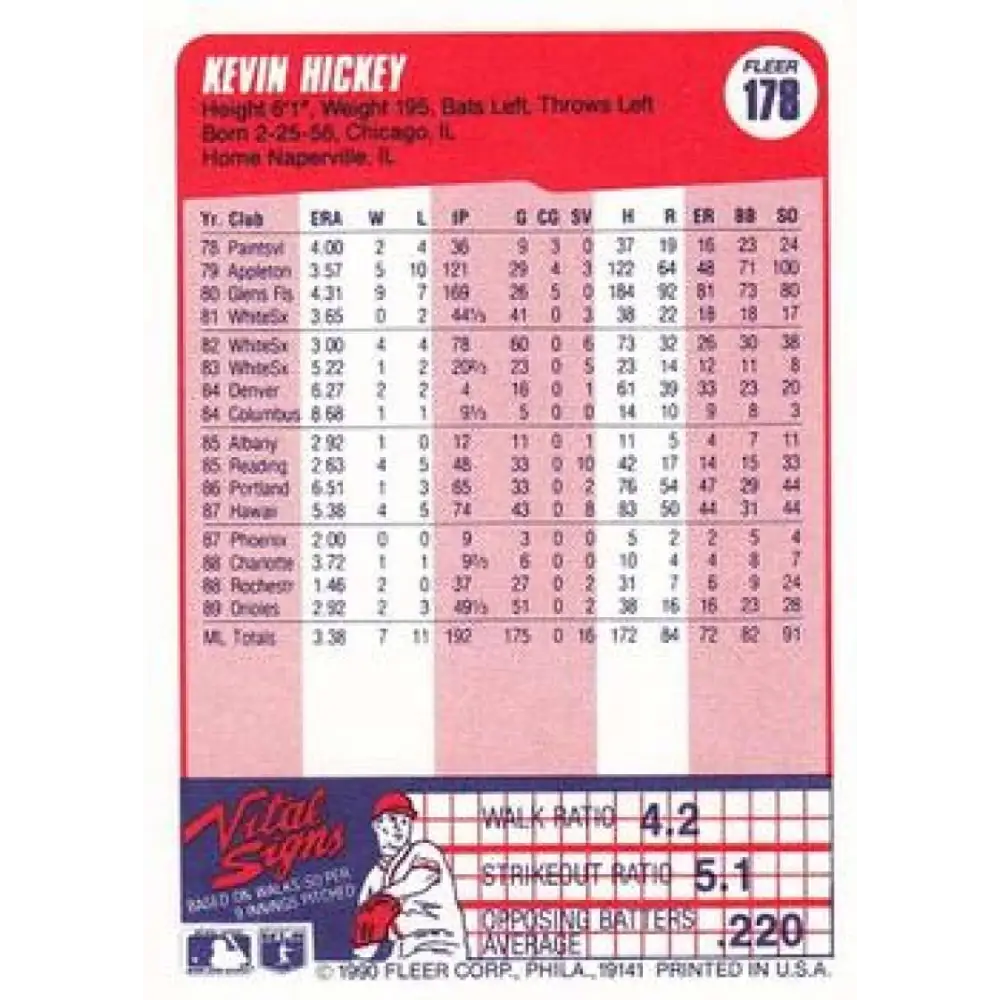 KEVIN HICKEY
FLEER
178
Height 6'1", Weight 195, Bats Left, Throws Left
Born 2-25-56, Chicago, IL
Home Naperville, IL
Yr. Club ERA W L IP G CG SV H R ER BB SO
78 Paintsvl 4.00 2 4 36 9 3 0 37 19 16 23 24
79 Appleton 3.57 5 10 121 29 4 3 122 64 48 71 100
80 Glens Fls 4.31 9 7 169 26 5 0 184 92 81 73 80
81 WhiteSx 3.65 0 2 44⅓ 41 0 3 38 22 18 18 17
82 WhiteSx 3.00 4 4 78 60 0 6 73 32 26 30 38
83 WhiteSx 5.22 1 2 20⅔ 23 0 5 23 14 12 11 8
84 Denver 6.27 2 2 4 16 0 1 61 39 33 23 20
84 Columbus 8.68 1 1 9⅓ 5 0 0 14 10 9 8 3
85 Albany 2.92 1 0 12 11 0 1 11 5 4 7 11
85 Reading 2.63 4 5 48 33 0 10 42 17 14 15 33
86 Portland 6.51 1 3 65 33 0 2 76 54 47 29 44
87 Hawaii 5.38 4 5 74 43 0 8 83 50 44 31 44
87 Phoenix 2.00 0 0 9 3 0 0 5 2 2 5 4
88 Charlotte 3.72 1 1 9⅔ 6 0 0 10 4 4 8 7
88 Rochestr 1.46 2 0 37 27 0 2 31 7 6 9 24
89 Orioles 2.92 2 3 49⅓ 51 0 2 38 16 16 23 28
ML Totals 3.38 7 11 192 175 0 16 172 84 72 82 91
Vital Signs
BASED ON WALKS, SO PER
9 INNINGS PITCHED
WALK RATIO 4.2
STRIKEOUT RATIO 5.1
OPPOSING BATTERS
AVERAGE .220
©1990 FLEER CORP., PHILA., 19141 PRINTED IN U.S.A.